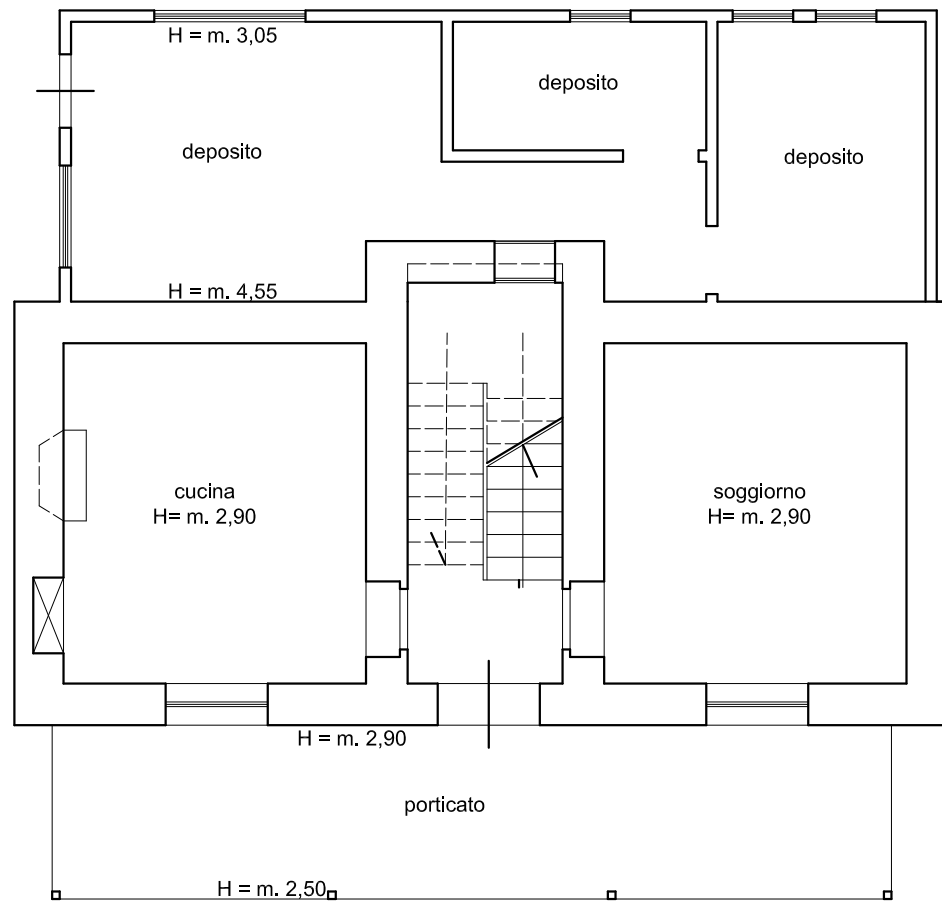 H = m. 3,05
deposito
deposito
deposito
H = m. 4,55
cucina
H= m. 2,90
soggiorno
H= m. 2,90
H = m. 2,90
porticato
H = m. 2,50